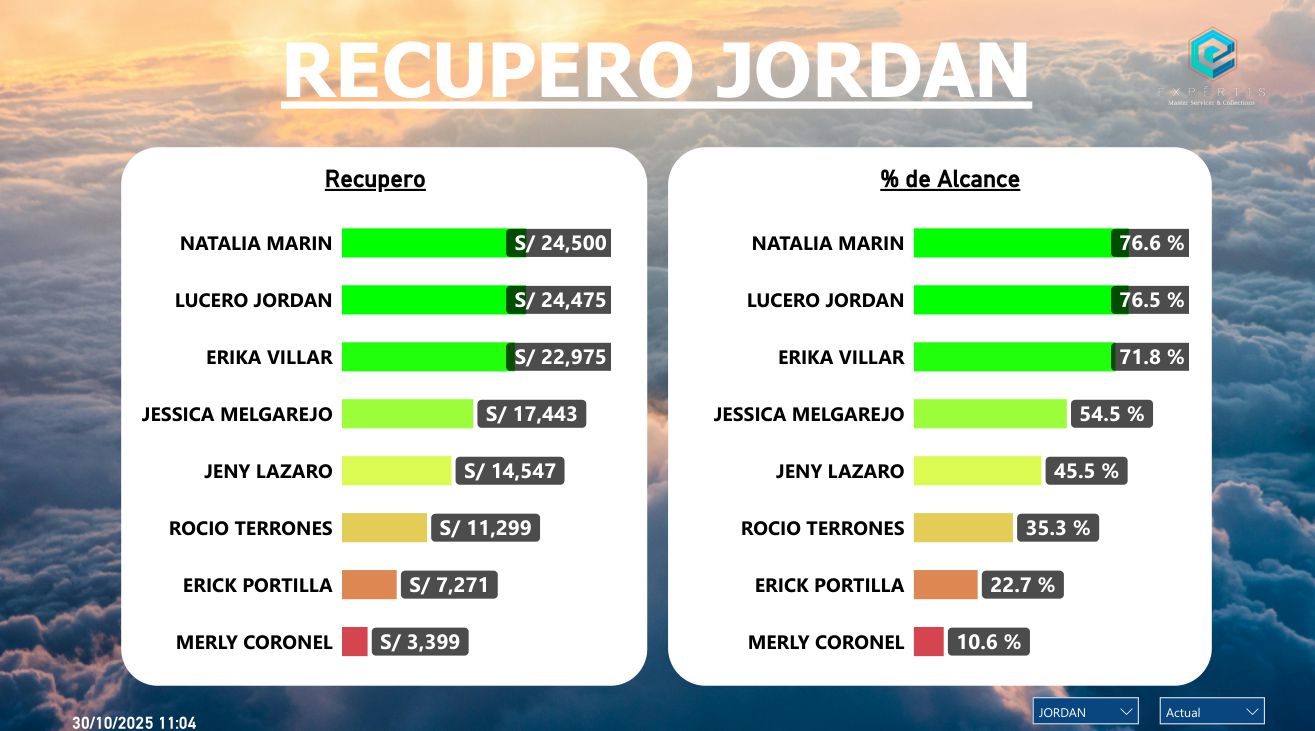 RECUPERO JORDAN
EXPERTIS
Master Servicer & Collections
Recupero
NATALIA MARIN S/ 24,500
LUCERO JORDAN S/ 24,475
ERIKA VILLAR S/ 22,975
JESSICA MELGAREJO S/ 17,443
JENY LAZARO S/ 14,547
ROCIO TERRONES S/ 11,299
ERICK PORTILLA S/ 7,271
MERLY CORONEL S/ 3,399
% de Alcance
NATALIA MARIN 76.6 %
LUCERO JORDAN 76.5 %
ERIKA VILLAR 71.8 %
JESSICA MELGAREJO 54.5 %
JENY LAZARO 45.5 %
ROCIO TERRONES 35.3 %
ERICK PORTILLA 22.7 %
MERLY CORONEL 10.6 %
30/10/2025 11:04
JORDAN
Actual